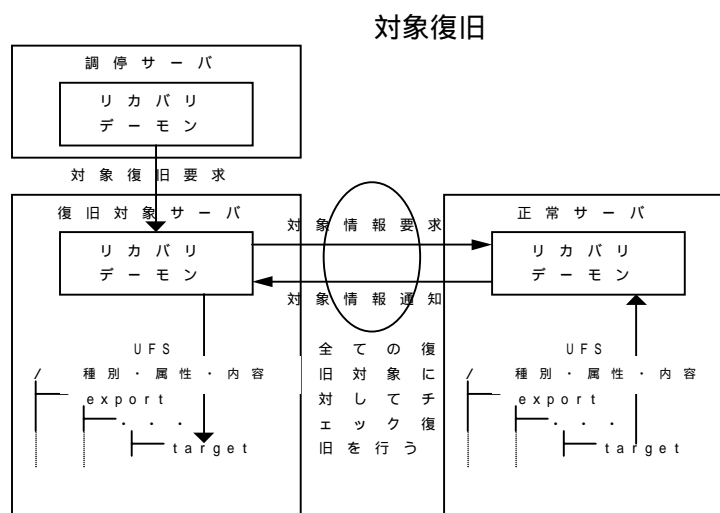 対象復旧
調停サーバ
リカバリ
デーモン
対象復旧要求
復旧対象サーバ
リカバリ
デーモン
対象情報要求
対象情報通知
正常サーバ
リカバリ
デーモン
UFS
/ 種別・属性・内容
export
・・・
target
全ての復
旧対象に
対してチ
ェック復
旧を行う
UFS
/ 種別・属性・内容
export
・・・
target